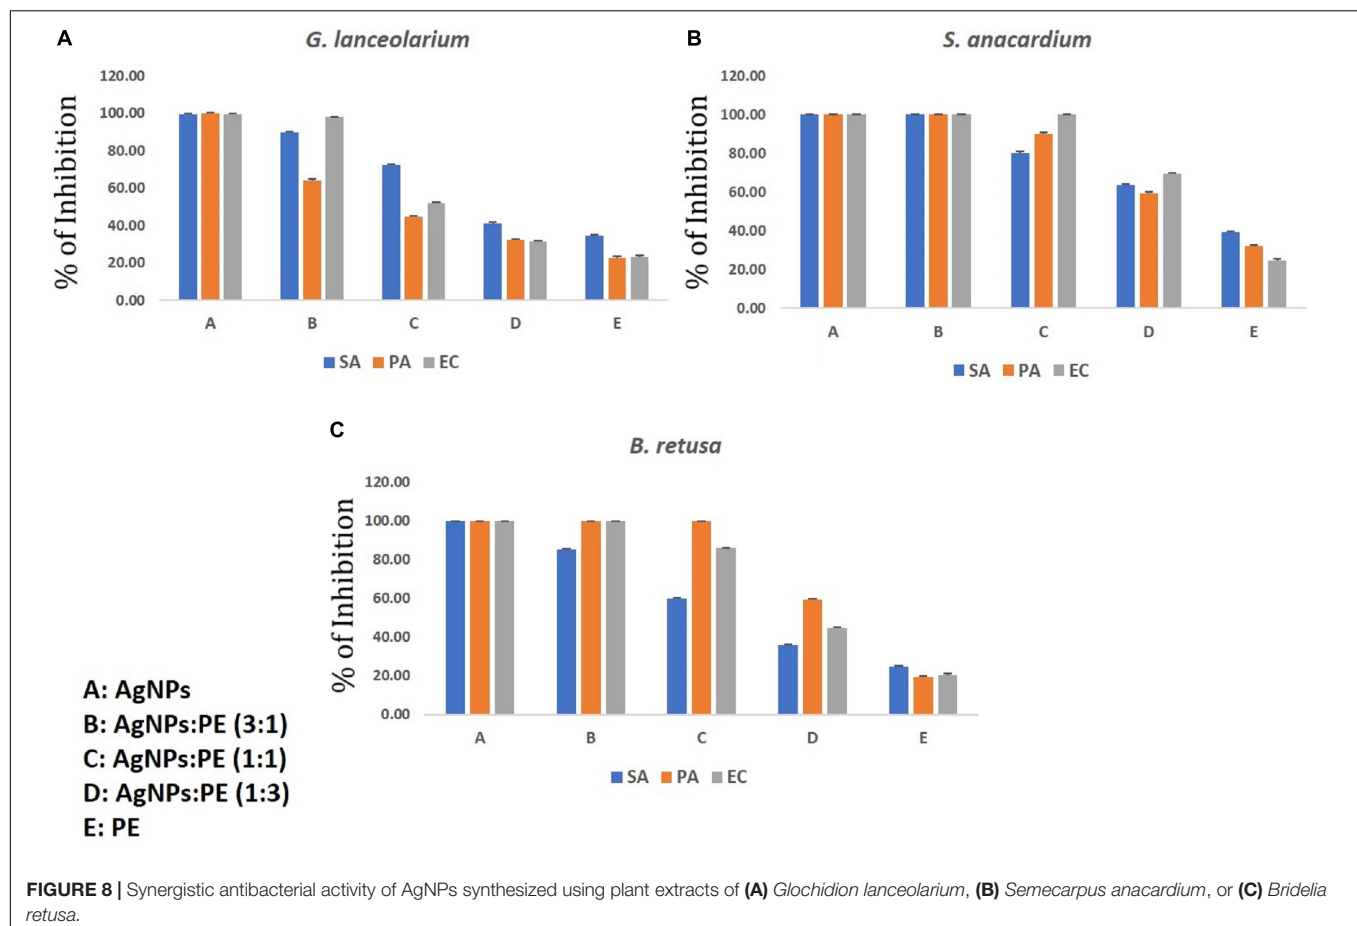 A
G. lanceolarium
% of Inhibition
120.00
100.00
80.00
60.00
40.00
20.00
0.00
A B C D E
SA PA EC
B
S. anacardium
% of Inhibition
120.00
100.00
80.00
60.00
40.00
20.00
0.00
A B C D E
SA PA EC
C
B. retusa
% of Inhibition
120.00
100.00
80.00
60.00
40.00
20.00
0.00
A B C D E
SA PA EC
A: AgNPs
B: AgNPs:PE (3:1)
C: AgNPs:PE (1:1)
D: AgNPs:PE (1:3)
E: PE
FIGURE 8 | Synergistic antibacterial activity of AgNPs synthesized using plant extracts of (A) Glochidion lanceolarium, (B) Semecarpus anacardium, or (C) Bridelia
retusa.